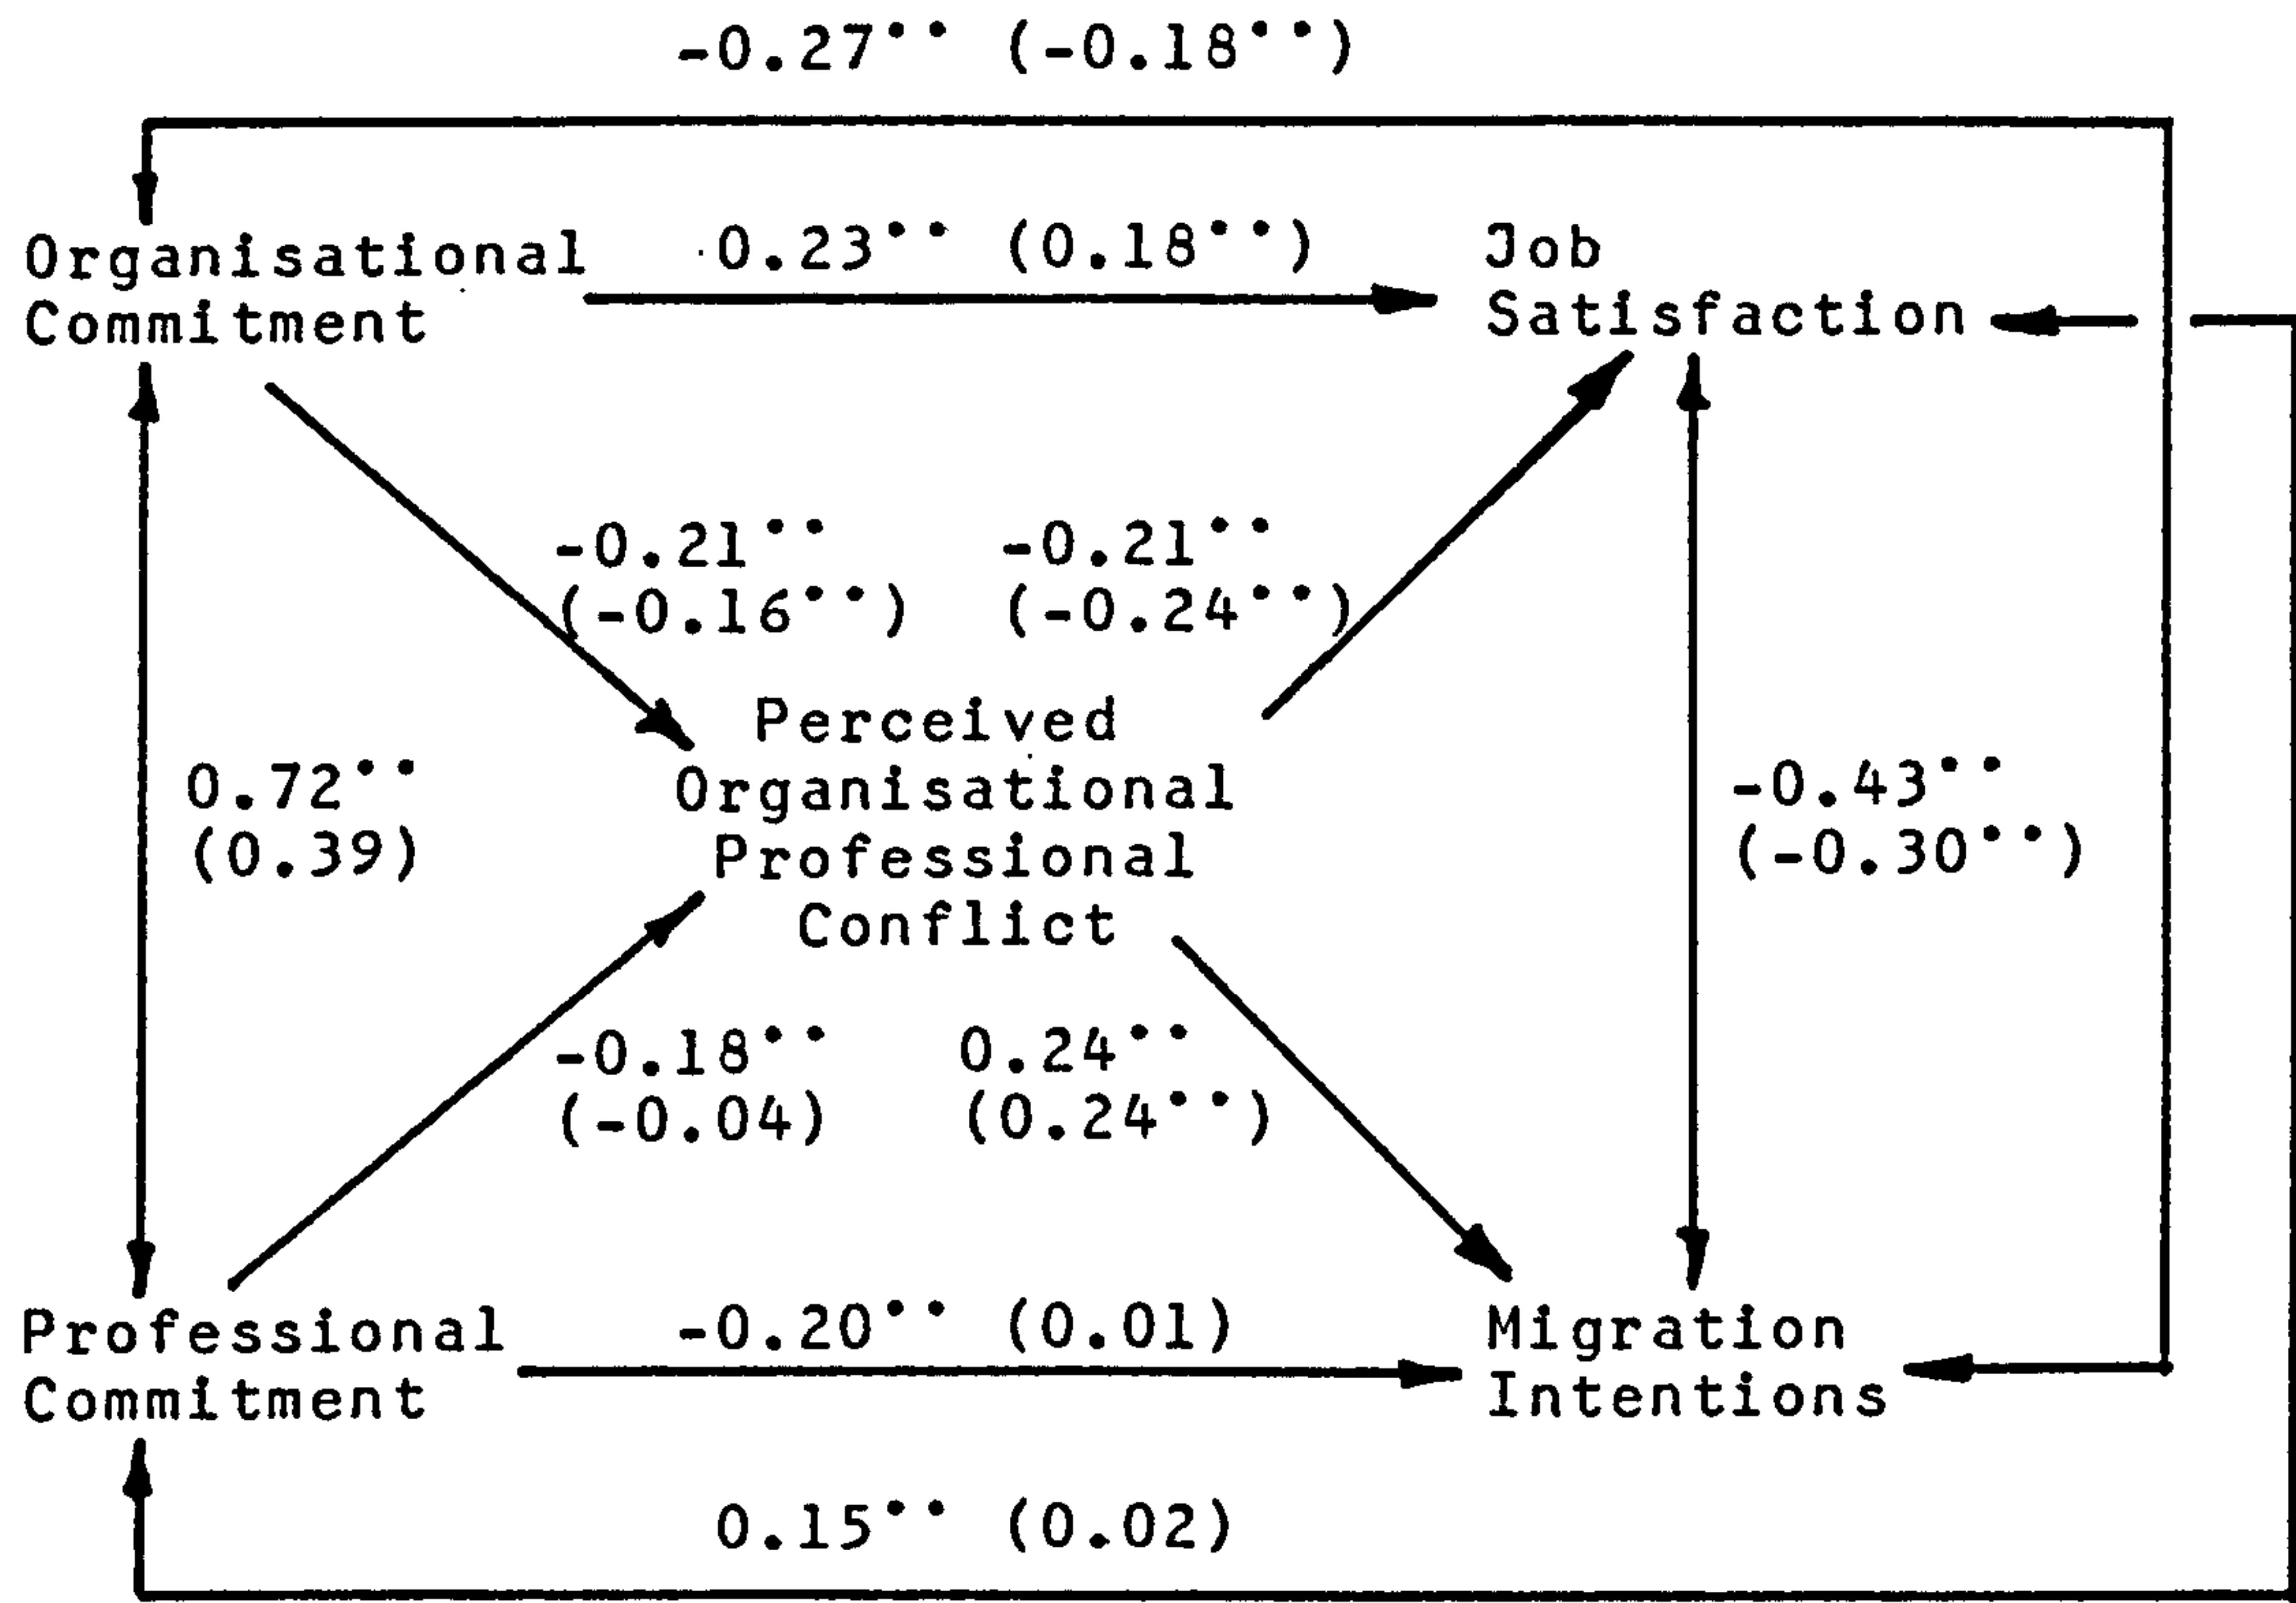 -0.27•• (-0.18••)
Organisational
Commitment
0.23•• (0.18••)
Job
Satisfaction
-0.21••
(-0.16••)
-0.21••
(-0.24••)
Perceived
Organisational
Professional
Conflict
0.72••
(0.39)
-0.43••
(-0.30••)
-0.18••
(-0.04)
0.24••
(0.24••)
Professional
Commitment
-0.20•• (0.01)
Migration
Intentions
0.15•• (0.02)